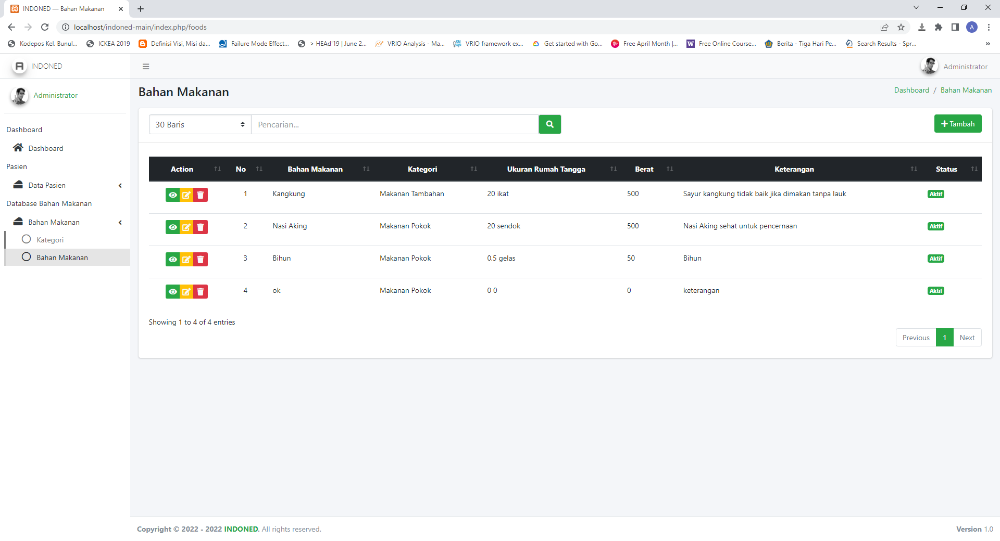 INDONED — Bahan Makanan
localhost/indoned-main/index.php/foods
A
Kodepos Kel. Bunul... ICKEA 2019 Definisi Visi, Misi da... Failure Mode Effect... > HEAd'19 | June 2... VRIO Analysis - Ma... VRIO framework ex... Get started with Go... Free April Month |... Free Online Course... Berita - Tiga Hari Pe... Search Results - Spr... »
INDONED
Administrator
Administrator
Bahan Makanan
Dashboard / Bahan Makanan
Dashboard
Dashboard
Pasien
Data Pasien
Database Bahan Makanan
Bahan Makanan
Kategori
Bahan Makanan
30 Baris Pencarian... Tambah
Action No Bahan Makanan Kategori Ukuran Rumah Tangga Berat Keterangan Status
1 Kangkung Makanan Tambahan 20 ikat 500 Sayur kangkung tidak baik jika dimakan tanpa lauk Aktif
2 Nasi Aking Makanan Pokok 20 sendok 500 Nasi Aking sehat untuk pencernaan Aktif
3 Bihun Makanan Pokok 0,5 gelas 50 Bihun Aktif
4 ok Makanan Pokok 0 0 0 keterangan Aktif
Showing 1 to 4 of 4 entries
Previous 1 Next
Copyright © 2022 - 2022 INDONED. All rights reserved.
Version 1.0